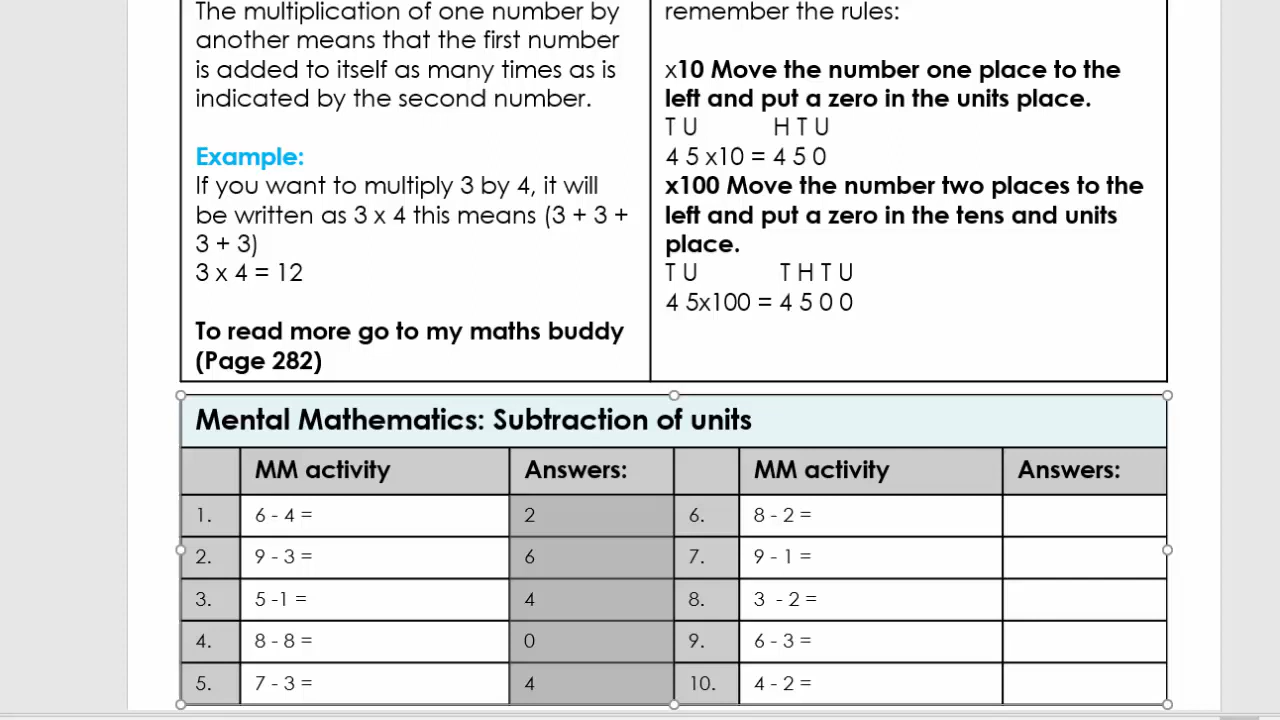 The multiplication of one number by
another means that the first number
is added to itself as many times as is
indicated by the second number.
Example:
If you want to multiply 3 by 4, it will
be written as 3 x 4 this means (3 + 3 +
3 + 3)
3 x 4 = 12
To read more go to my maths buddy
(Page 282)
remember the rules:
x10 Move the number one place to the
left and put a zero in the units place.
T U H T U
4 5 x10 = 4 5 0
x100 Move the number two places to the
left and put a zero in the tens and units
place.
T U T H T U
4 5x100 = 4 5 0 0
Mental Mathematics: Subtraction of units
MM activity Answers: MM activity Answers:
1. 6 - 4 = 2 6. 8 - 2 =
2. 9 - 3 = 6 7. 9 - 1 =
3. 5 -1 = 4 8. 3 - 2 =
4. 8 - 8 = 0 9. 6 - 3 =
5. 7 - 3 = 4 10. 4 - 2 =